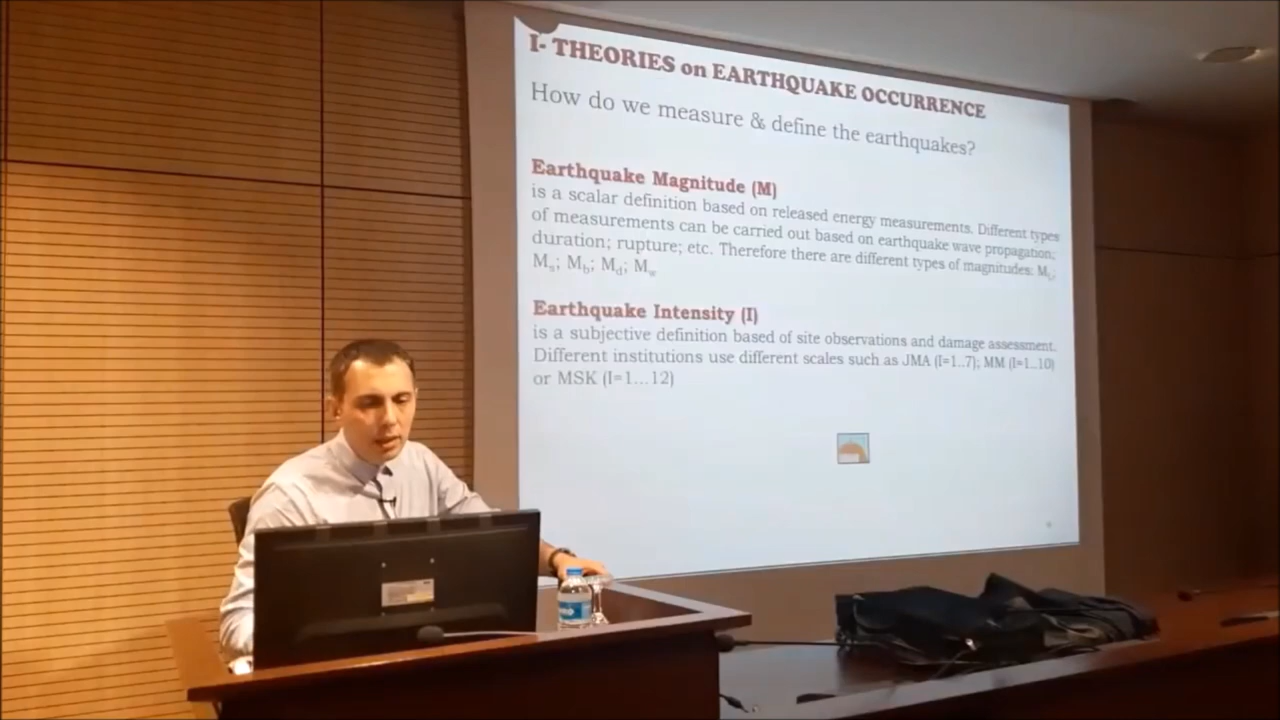 I- THEORIES on EARTHQUAKE OCCURRENCE
How do we measure & define the earthquakes?
Earthquake Magnitude (M)
is a scalar definition based on released energy measurements. Different types
of measurements can be carried out based on earthquake wave propagation;
duration; rupture; etc. Therefore there are different types of magnitudes: M
Ms; Mb; Md; Mw
Earthquake Intensity (I)
is a subjective definition based of site observations and damage assessment.
Different institutions use different scales such as JMA (I=1..7); MM (I=1..10)
or MSK (I=1...12)